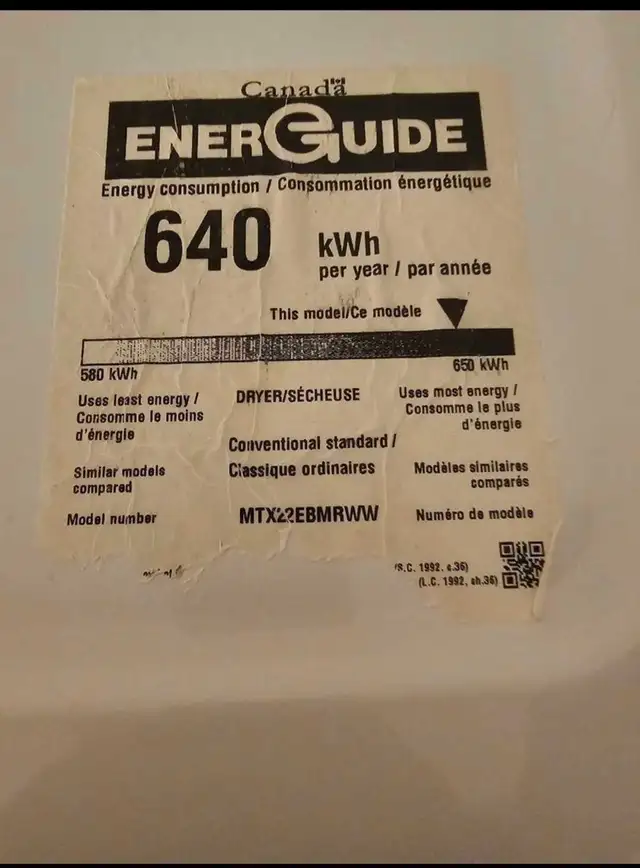 Canada
ENERGUIDE
Energy consumption / Consommation énergétique
640 kWh
per year / par année
This model/Ce modèle
580 kWh
650 kWh
Uses least energy /
Consomme le moins
d'énergie
DRYER/SÉCHEUSE
Uses most energy /
Consomme le plus
d'énergie
Similar models
compared
Conventional standard /
Classique ordinaires
Modèles similaires
comparés
Model number
MTX22EBMRWW
Numéro de modèle
(S.C. 1992, c.36)
(L.C. 1992, ch.36)